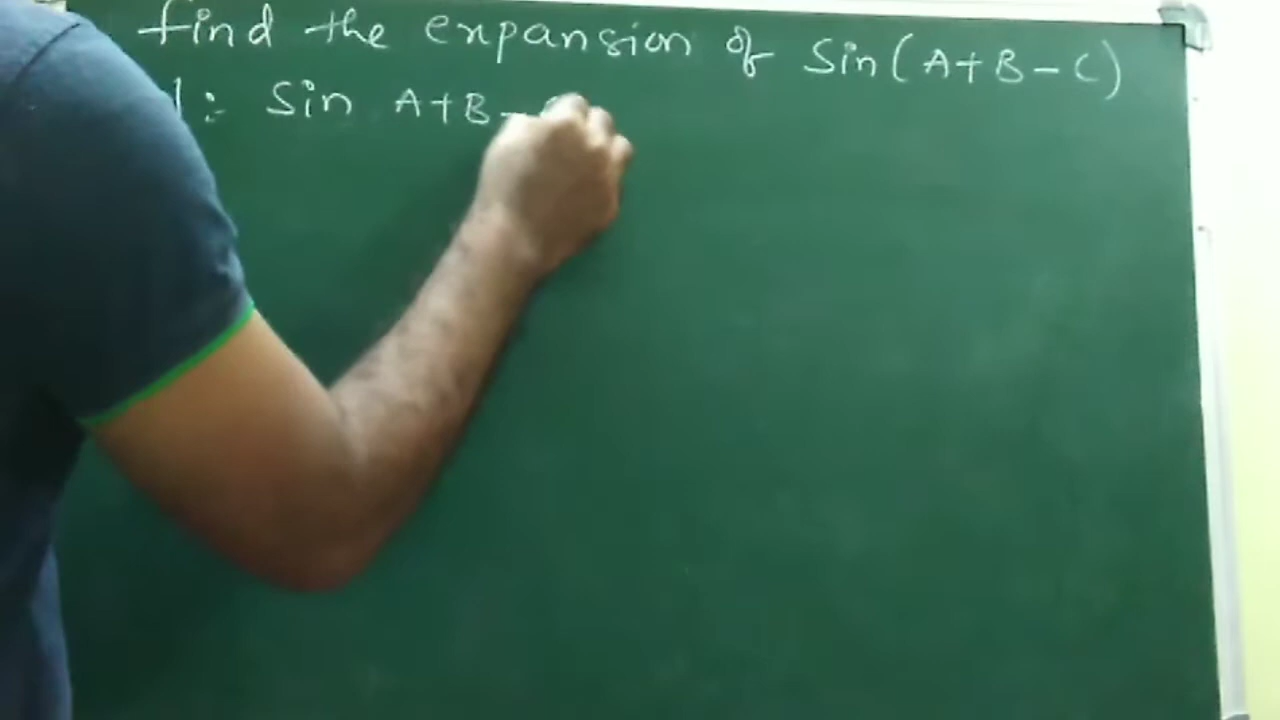 find the expansion of Sin(A+B-C)
l:- Sin A+B-